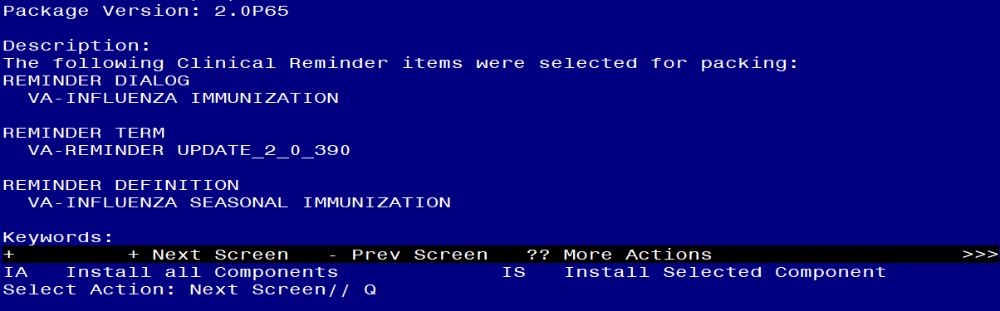 Package Version: 2.0P65
Description:
The following Clinical Reminder items were selected for packing:
REMINDER DIALOG
VA-INFLUENZA IMMUNIZATION
REMINDER TERM
VA-REMINDER UPDATE_2_0_390
REMINDER DEFINITION
VA-INFLUENZA SEASONAL IMMUNIZATION
Keywords:
+ + Next Screen - Prev Screen ?? More Actions >>>
IA Install all Components IS Install Selected Component
Select Action: Next Screen// Q